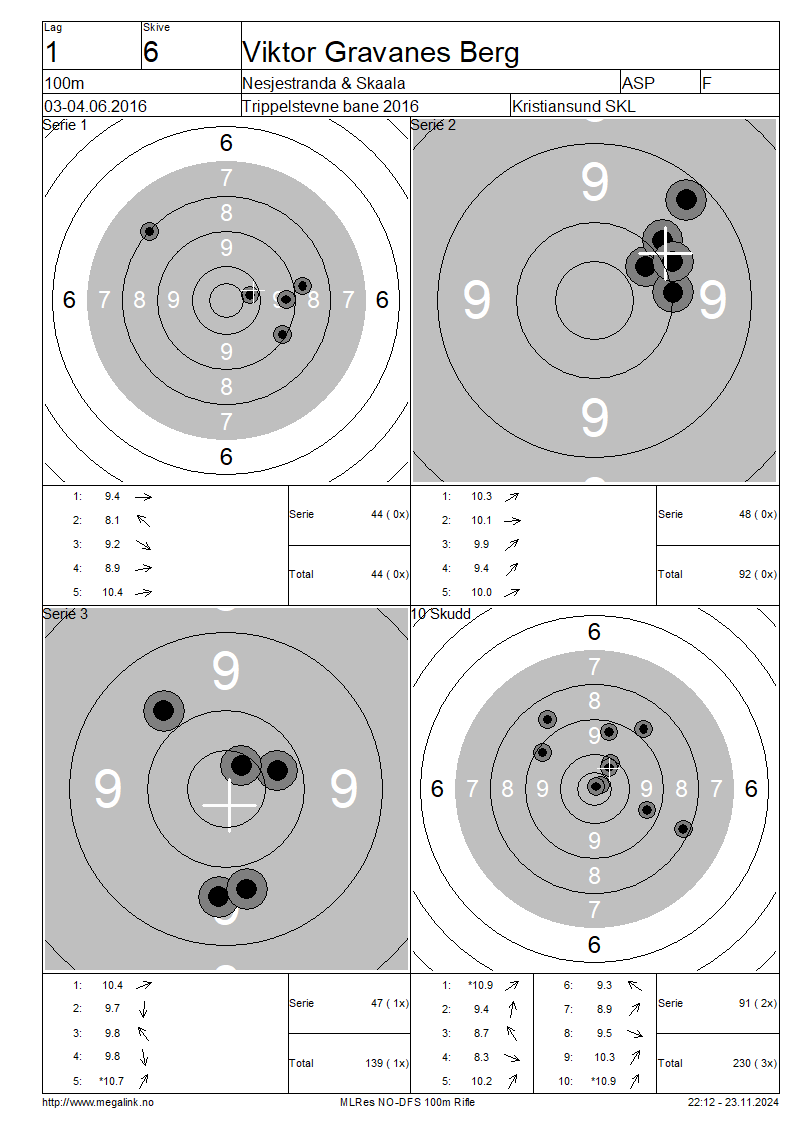 Lag Skive
1 6 Viktor Gravanes Berg
100m Nesjestranda & Skaala ASP F
03-04.06.2016 Trippelstevne bane 2016 Kristiansund SKL
Serie 1
6
7
8
9
6 7 8 9 9 8 7 6
9
8
7
6
1: 9.4
2: 8.1
3: 9.2
4: 8.9
5: 10.4
Serie 44 ( 0x)
Total 44 ( 0x)
Serie 2
9
9 9
9
1: 10.3
2: 10.1
3: 9.9
4: 9.4
5: 10.0
Serie 48 ( 0x)
Total 92 ( 0x)
Serie 3
9
9 9
9
1: 10.4
2: 9.7
3: 9.8
4: 9.8
5: *10.7
Serie 47 ( 1x)
Total 139 ( 1x)
10 Skudd
6
7
8
9
6 7 8 9 9 8 7 6
9
8
7
6
1: *10.9 6: 9.3
2: 9.4 7: 8.9
3: 8.7 8: 9.5
4: 8.3 9: 10.3
5: 10.2 10: *10.9
Serie 91 ( 2x)
Total 230 ( 3x)
http://www.megalink.no MLRes NO-DFS 100m Rifle 22:12 - 23.11.2024